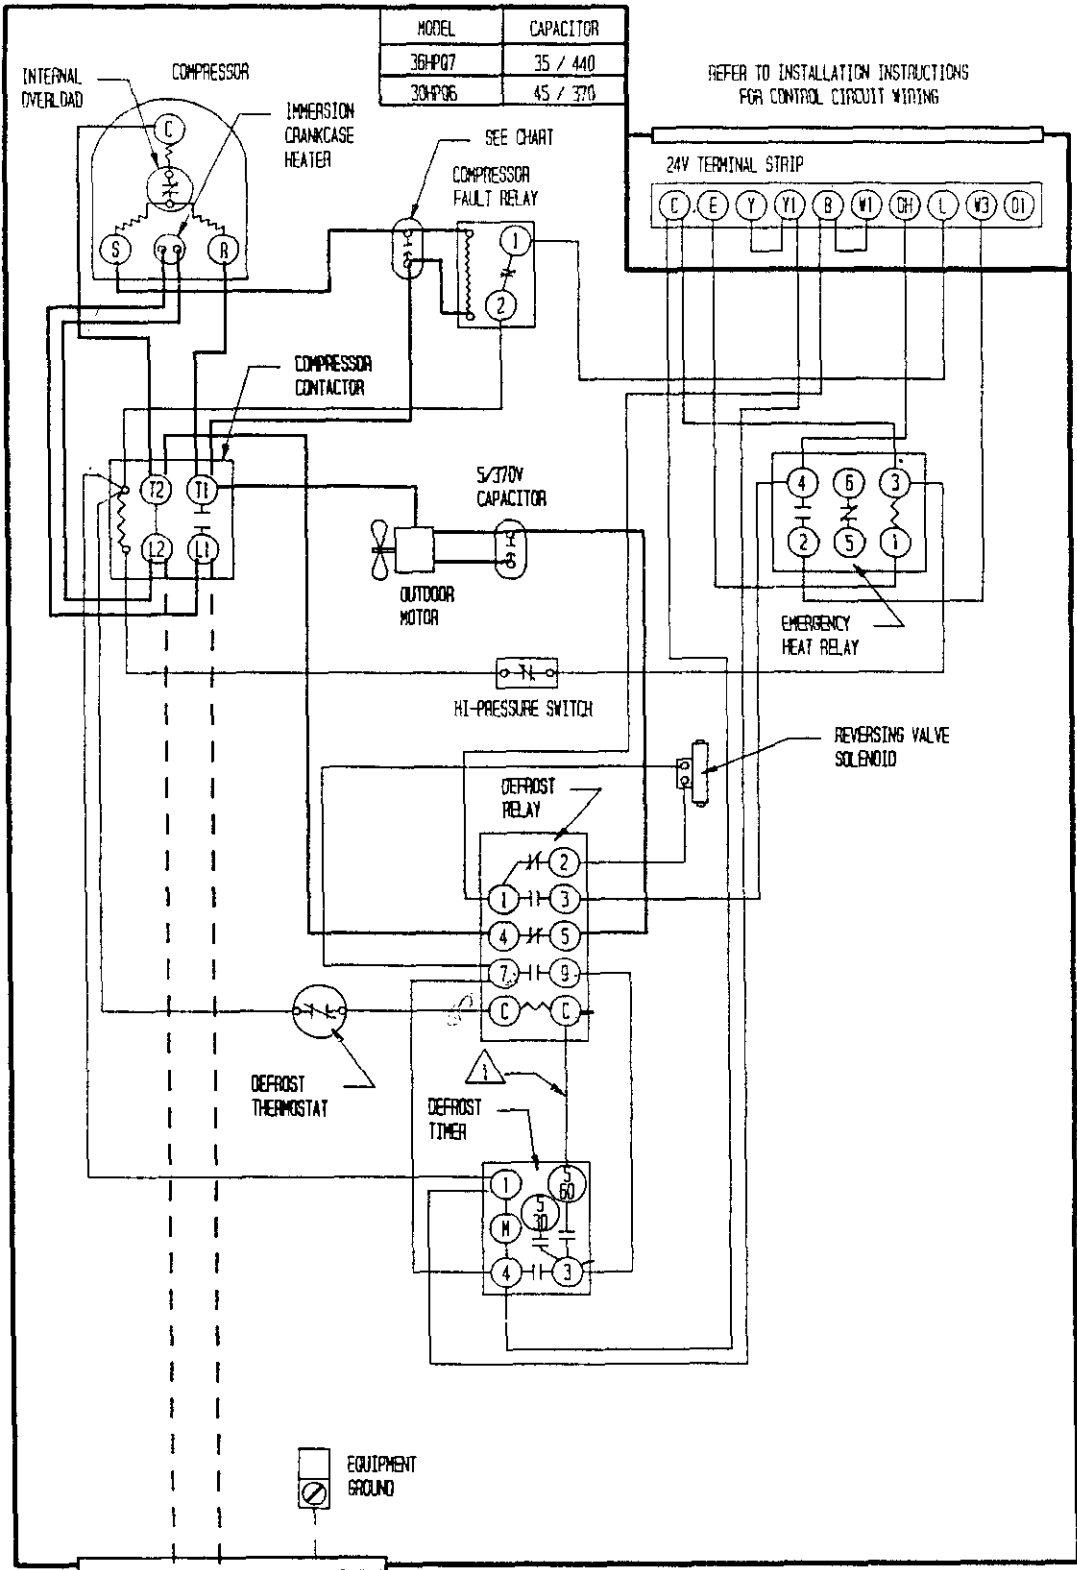 MODEL CAPACITOR
36HPQ7 35 / 440
30HPQ6 45 / 370
INTERNAL
OVERLOAD
COMPRESSOR
IMMERSION
CRANKCASE
HEATER
SEE CHART
COMPRESSOR
FAULT RELAY
REFER TO INSTALLATION INSTRUCTIONS
FOR CONTROL CIRCUIT WIRING
24V TERMINAL STRIP
C E Y Y1 B W1 OH L W3 O1
C
S R
1
2
COMPRESSOR
CONTACTOR
T2 T1
L2 L1
5/370V
CAPACITOR
OUTDOOR
MOTOR
4 6 3
2 5 1
EMERGENCY
HEAT RELAY
HI-PRESSURE SWITCH
REVERSING VALVE
SOLENOID
DEFROST
RELAY
2
1 3
4 5
7 9
C C
DEFROST
THERMOSTAT
1
DEFROST
TIMER
1
5
60
5
30
M
4 3
EQUIPMENT
GROUND